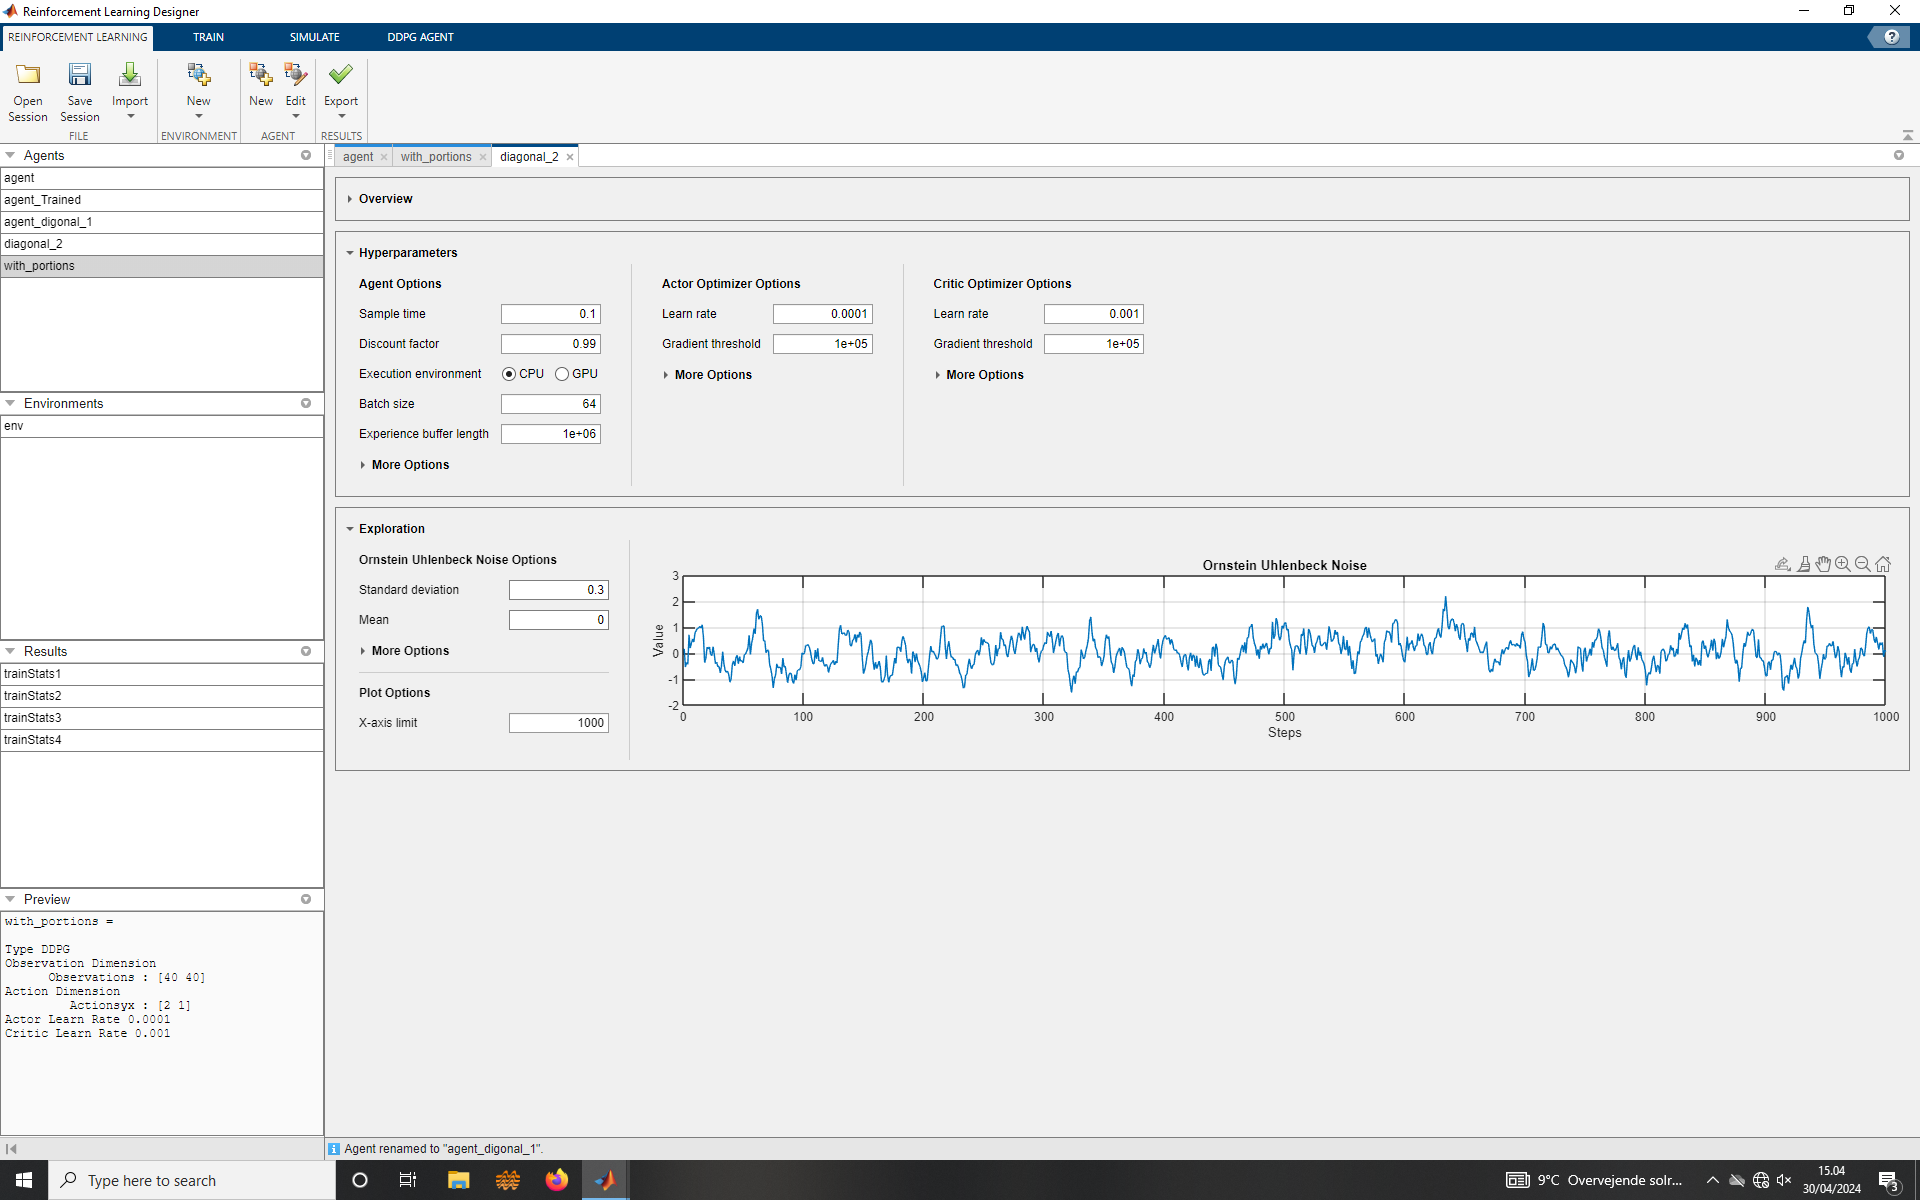 Reinforcement Learning Designer
REINFORCEMENT LEARNING TRAIN SIMULATE DDPG AGENT
Open Session
Save Session
Import
New
New
Edit
Export
FILE ENVIRONMENT AGENT RESULTS
Agents
agent
agent_Trained
agent_digonal_1
diagonal_2
with_portions
Environments
env
Results
trainStats1
trainStats2
trainStats3
trainStats4
Preview
with_portions =
Type DDPG
Observation Dimension
Observations : [40 40]
Action Dimension
Actionsyx : [2 1]
Actor Learn Rate 0.0001
Critic Learn Rate 0.001
agent with_portions diagonal_2
Overview
Hyperparameters
Agent Options
Sample time 0.1
Discount factor 0.99
Execution environment CPU GPU
Batch size 64
Experience buffer length 1e+06
More Options
Actor Optimizer Options
Learn rate 0.0001
Gradient threshold 1e+05
More Options
Critic Optimizer Options
Learn rate 0.001
Gradient threshold 1e+05
More Options
Exploration
Ornstein Uhlenbeck Noise Options
Standard deviation 0.3
Mean 0
More Options
Plot Options
X-axis limit 1000
Ornstein Uhlenbeck Noise
3
2
1
0
-1
-2
Value
0 100 200 300 400 500 600 700 800 900 1000
Steps
Agent renamed to "agent_digonal_1".
Type here to search
9°C Overvejende solr...
15.04
30/04/2024
3